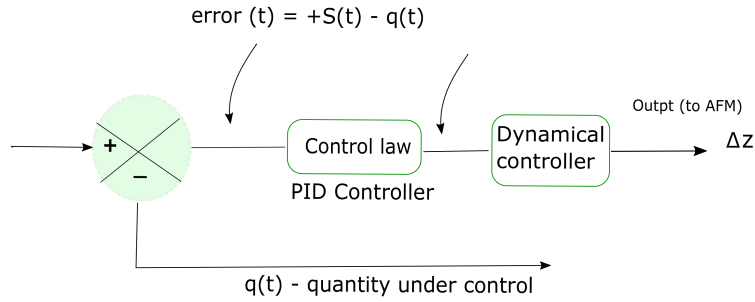 error (t) = +S(t) - q(t)
Outpt (to AFM)
+
−
Control law
Dynamical
controller
Δz
PID Controller
q(t) - quantity under control